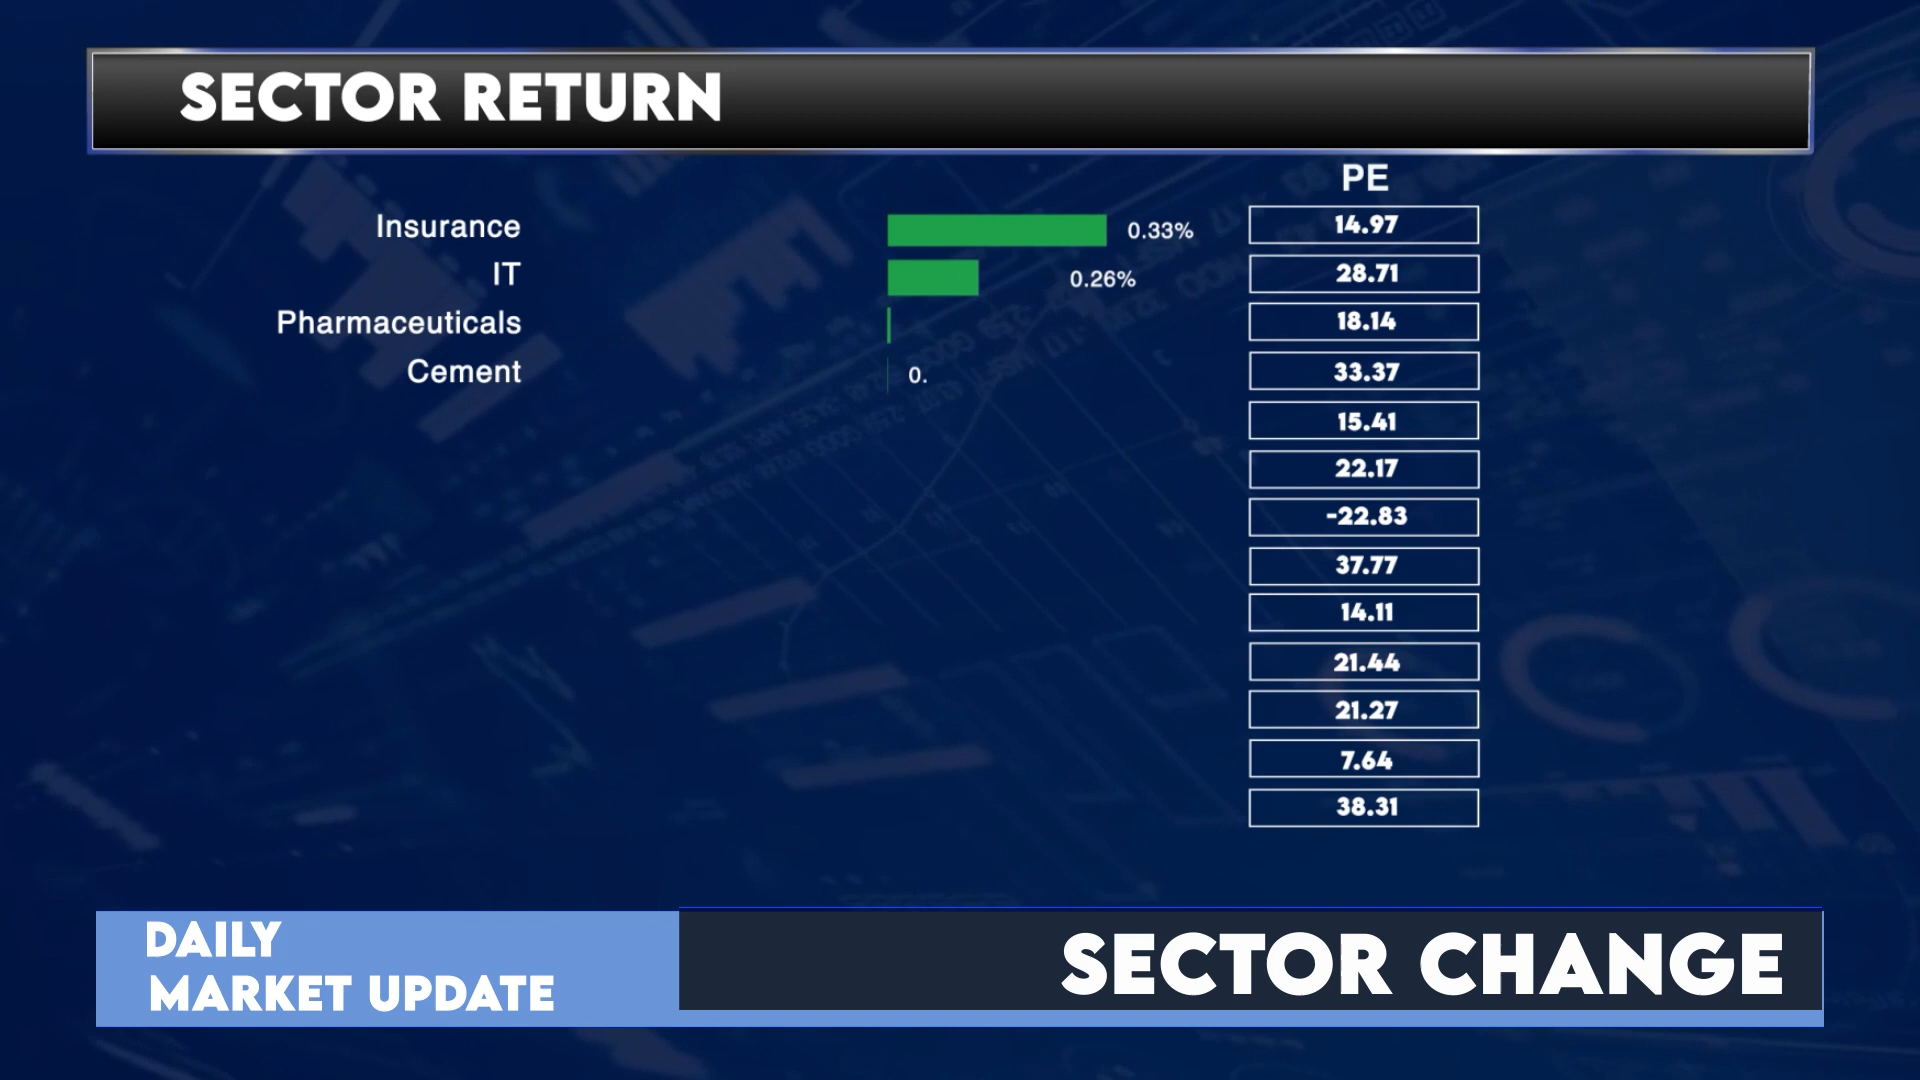 SECTOR RETURN
PE
Insurance 0.33% 14.97
IT 0.26% 28.71
Pharmaceuticals 18.14
Cement 0. 33.37
15.41
22.17
-22.83
37.77
14.11
21.44
21.27
7.64
38.31
DAILY
MARKET UPDATE
SECTOR CHANGE